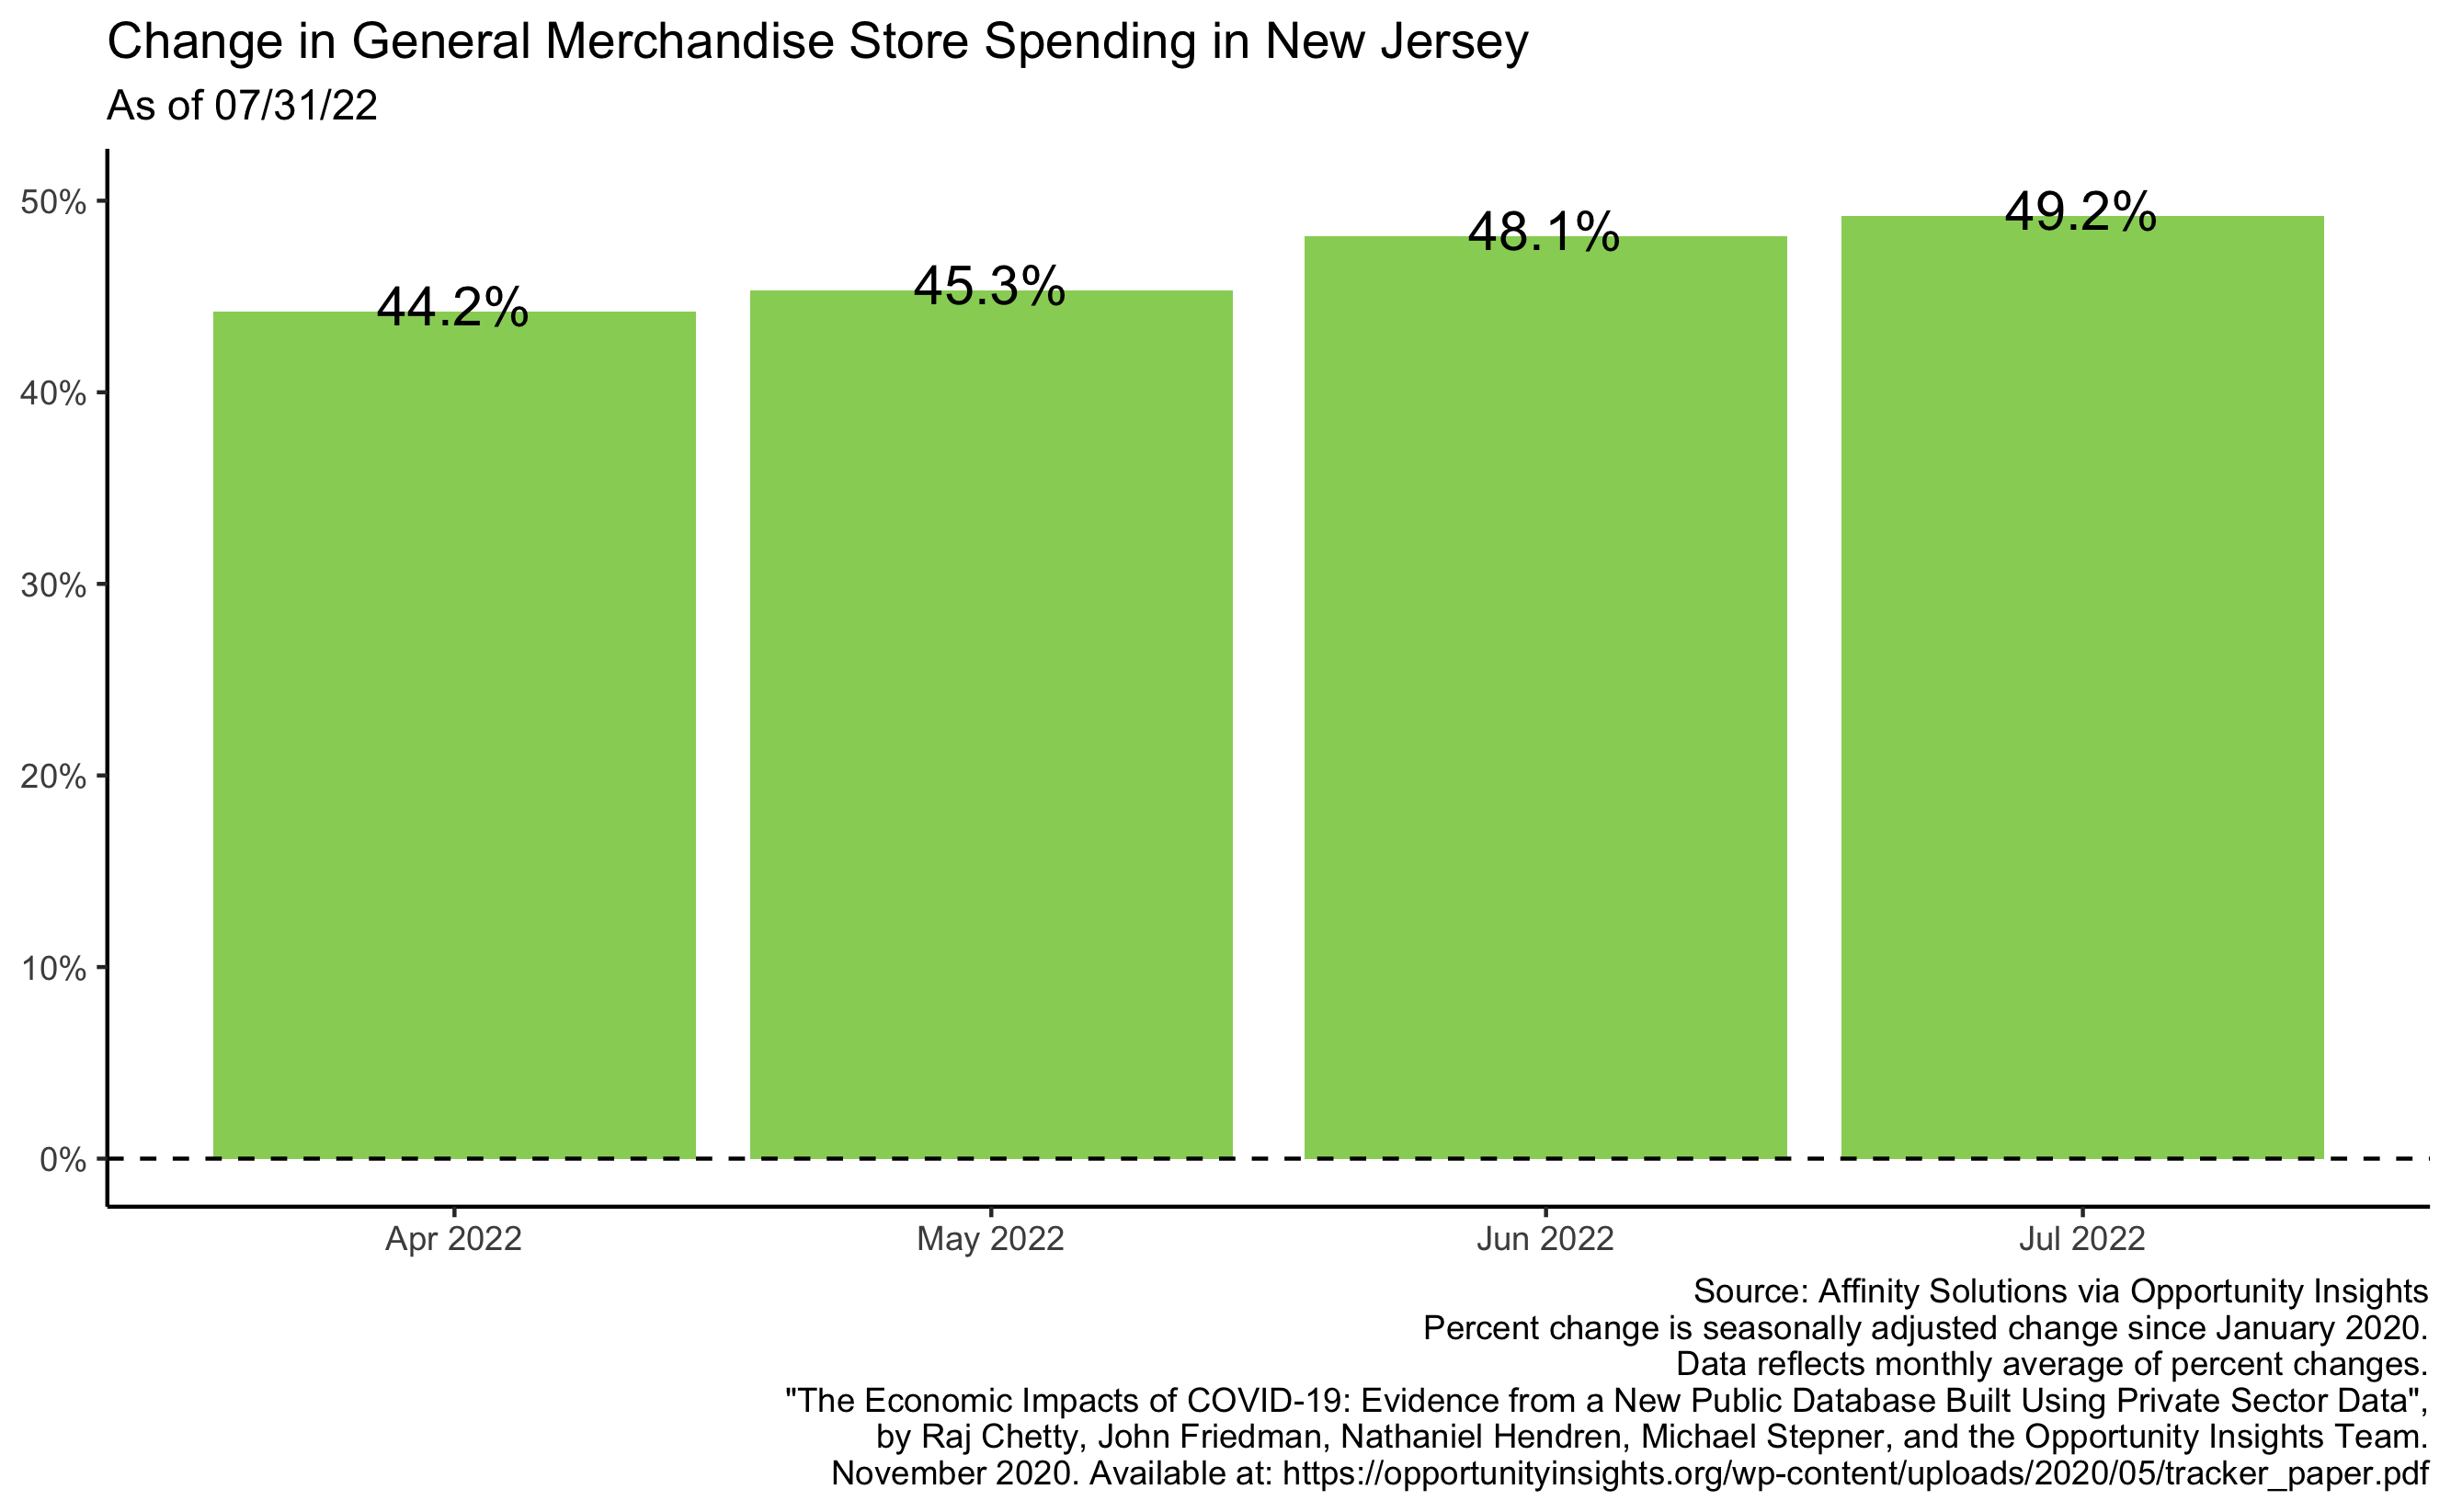 Change in General Merchandise Store Spending in New Jersey
As of 07/31/22
50%
40%
30%
20%
10%
0%
44.2%
45.3%
48.1%
49.2%
Apr 2022
May 2022
Jun 2022
Jul 2022
Source: Affinity Solutions via Opportunity Insights
Percent change is seasonally adjusted change since January 2020.
Data reflects monthly average of percent changes.
"The Economic Impacts of COVID-19: Evidence from a New Public Database Built Using Private Sector Data",
by Raj Chetty, John Friedman, Nathaniel Hendren, Michael Stepner, and the Opportunity Insights Team.
November 2020. Available at: https://opportunityinsights.org/wp-content/uploads/2020/05/tracker_paper.pdf